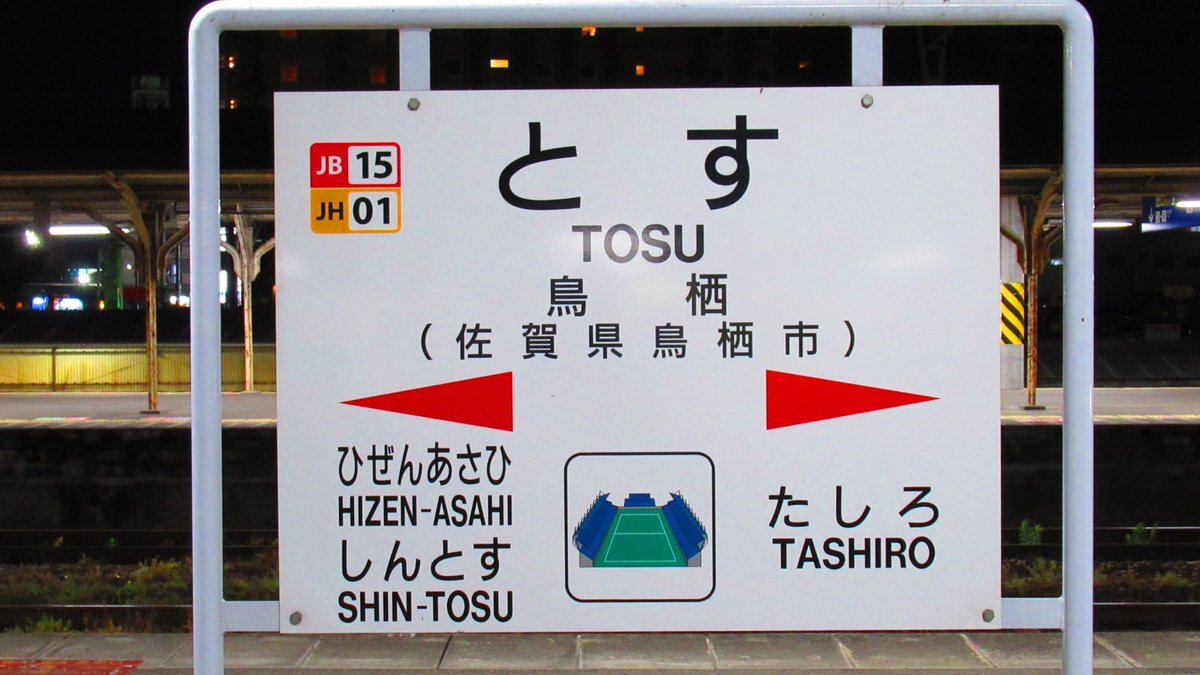 JB 15
JH 01
とす
TOSU
鳥栖
(佐賀県鳥栖市)
ひぜんあさひ
HIZEN-ASAHI
しんとす
SHIN-TOSU
たしろ
TASHIRO